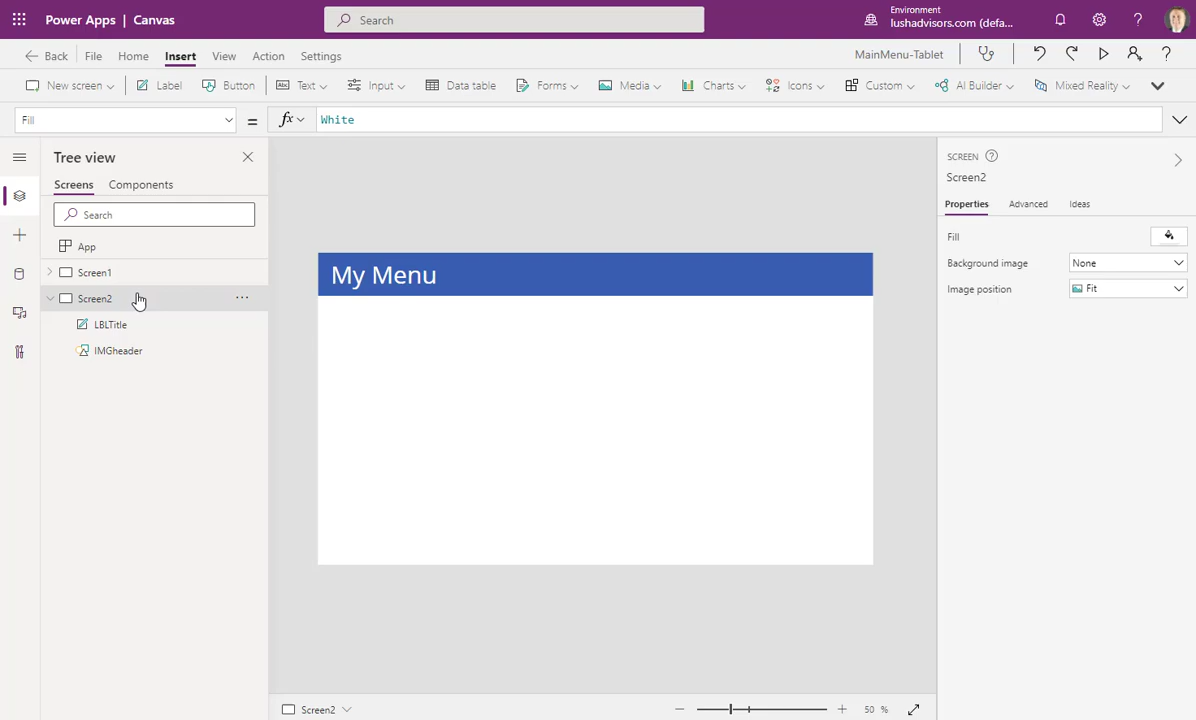 Power Apps | Canvas
Search
Environment
lushadvisors.com (defa...
Back
File
Home
Insert
View
Action
Settings
MainMenu-Tablet
New screen
Label
Button
Text
Input
Data table
Forms
Media
Charts
Icons
Custom
AI Builder
Mixed Reality
Fill
=
fx
White
Tree view
Screens
Components
Search
App
Screen1
Screen2
...
LBLTitle
IMGheader
My Menu
SCREEN
Screen2
Properties
Advanced
Ideas
Fill
Background image
None
Image position
Fit
Screen2
50 %